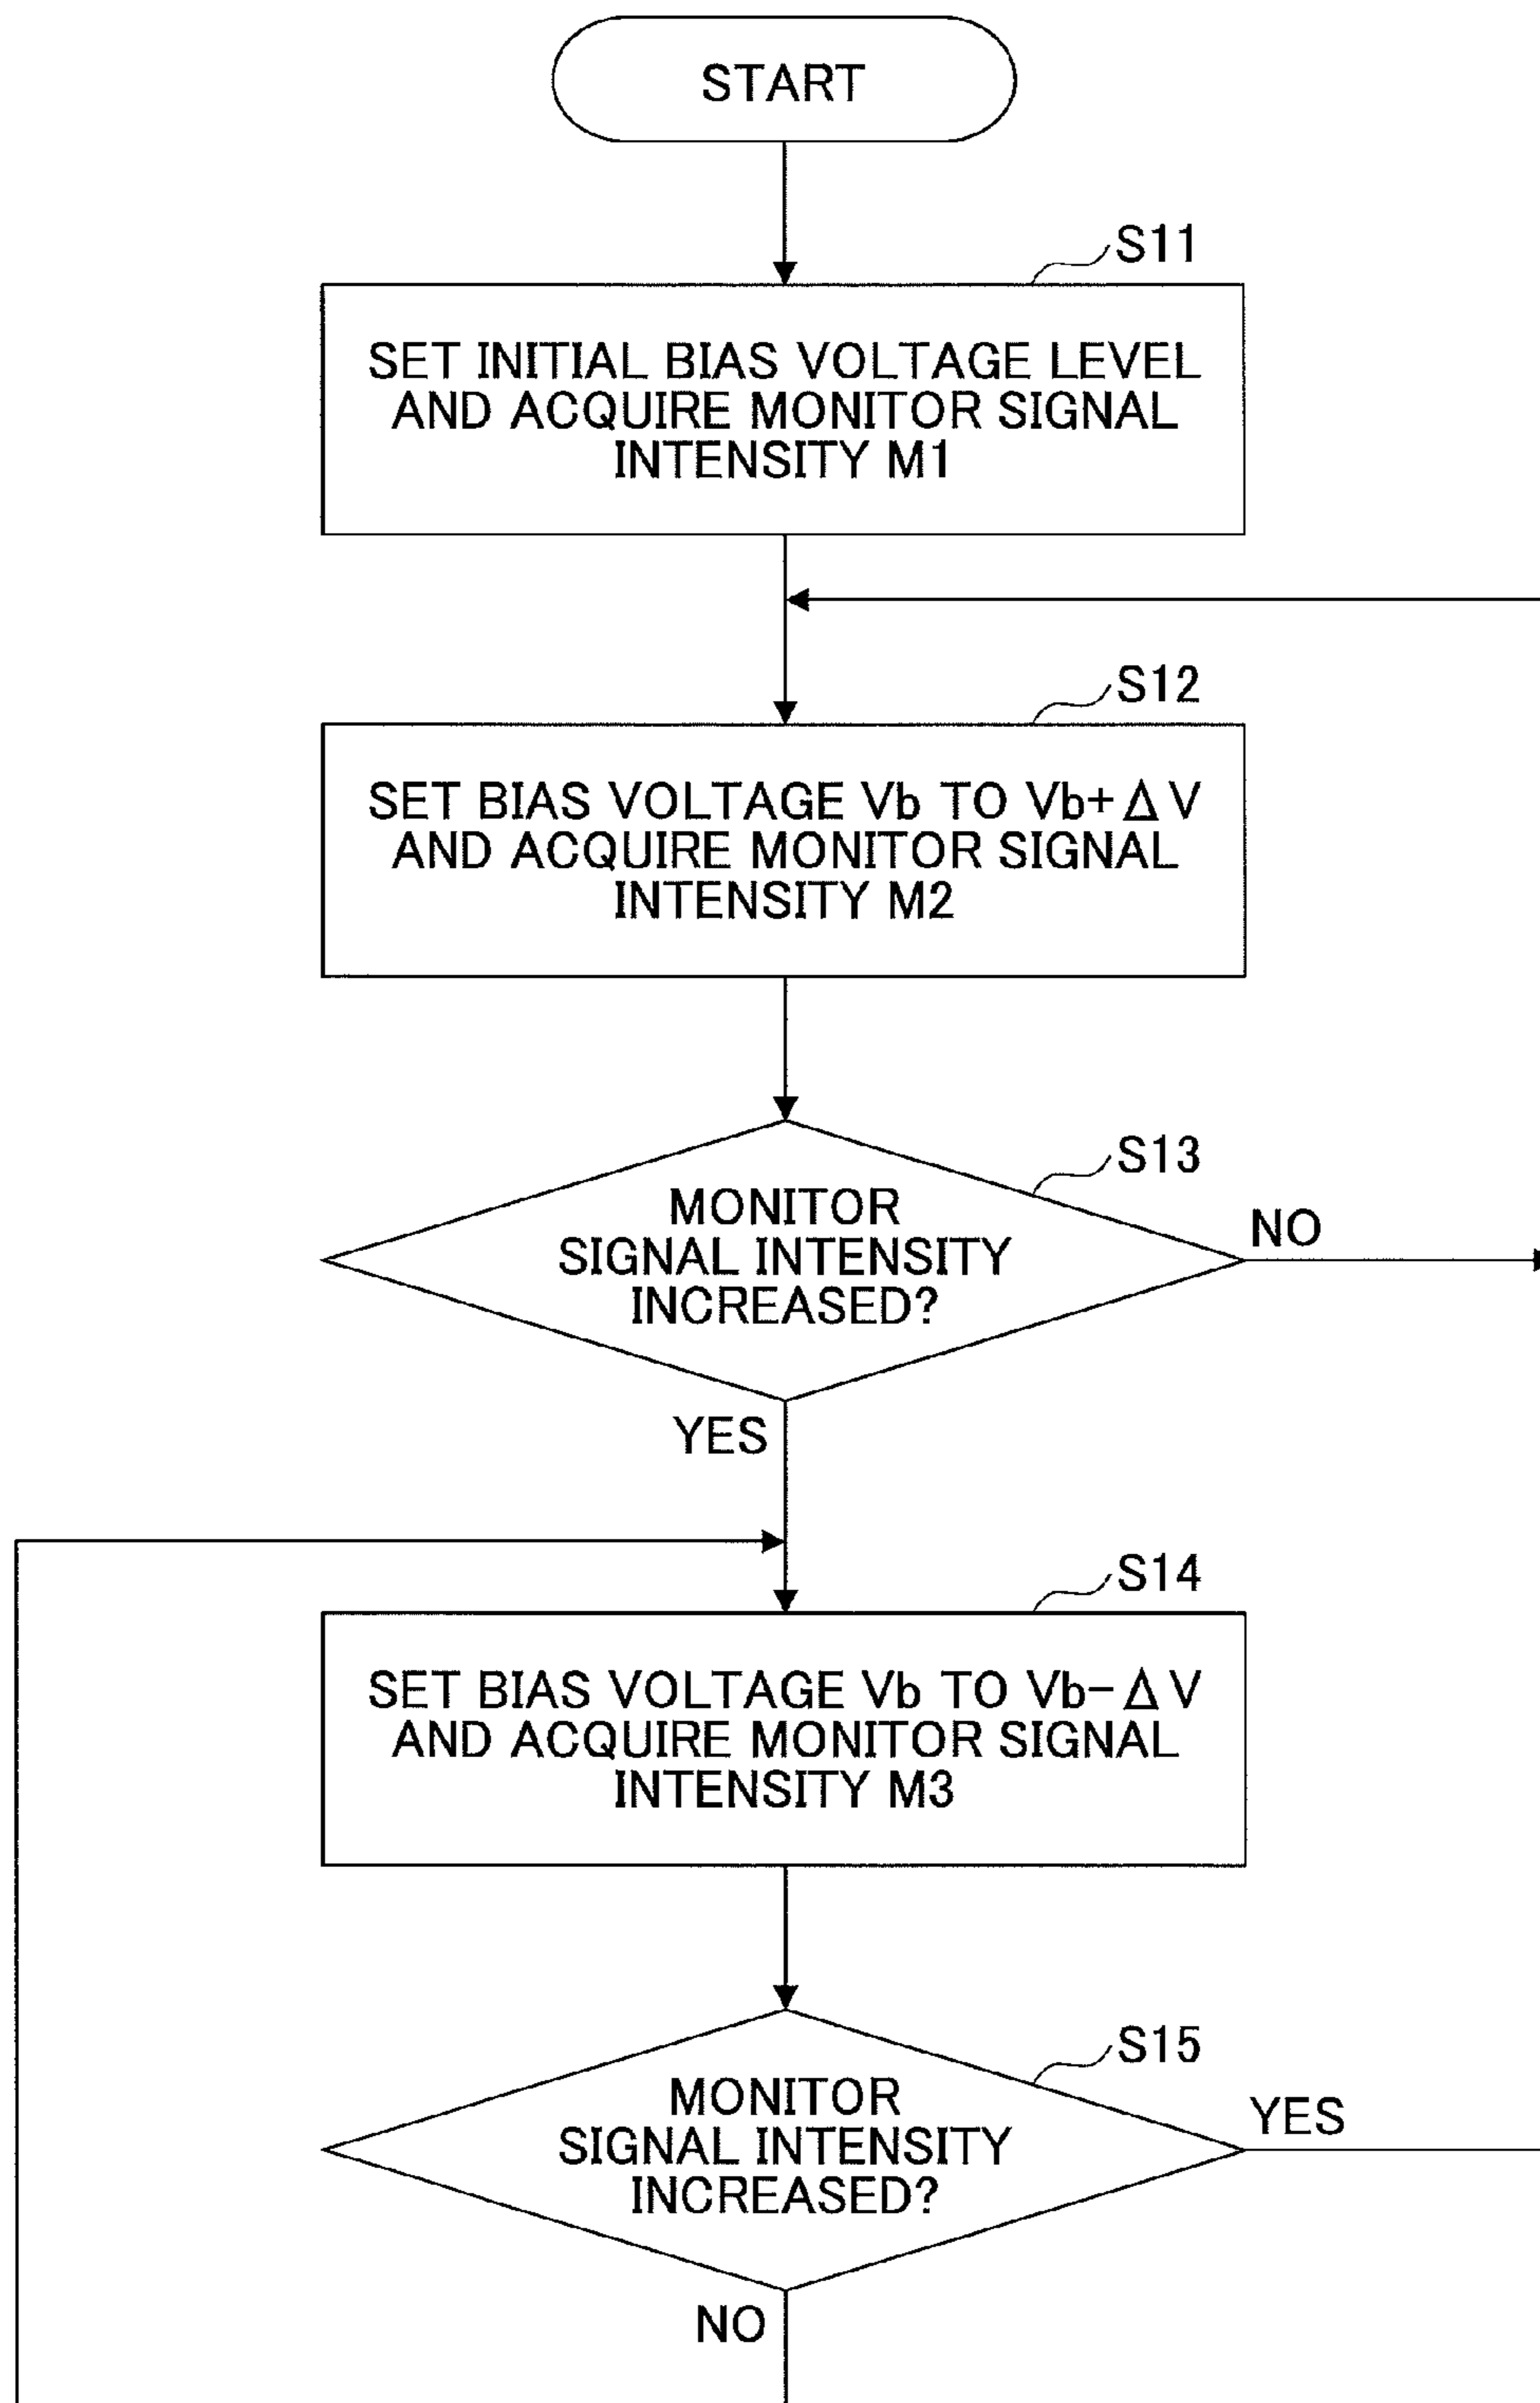 START
S11
SET INITIAL BIAS VOLTAGE LEVEL
AND ACQUIRE MONITOR SIGNAL
INTENSITY M1
S12
SET BIAS VOLTAGE Vb TO Vb+ΔV
AND ACQUIRE MONITOR SIGNAL
INTENSITY M2
S13
MONITOR
SIGNAL INTENSITY
INCREASED?
NO
YES
S14
SET BIAS VOLTAGE Vb TO Vb-ΔV
AND ACQUIRE MONITOR SIGNAL
INTENSITY M3
S15
MONITOR
SIGNAL INTENSITY
INCREASED?
YES
NO